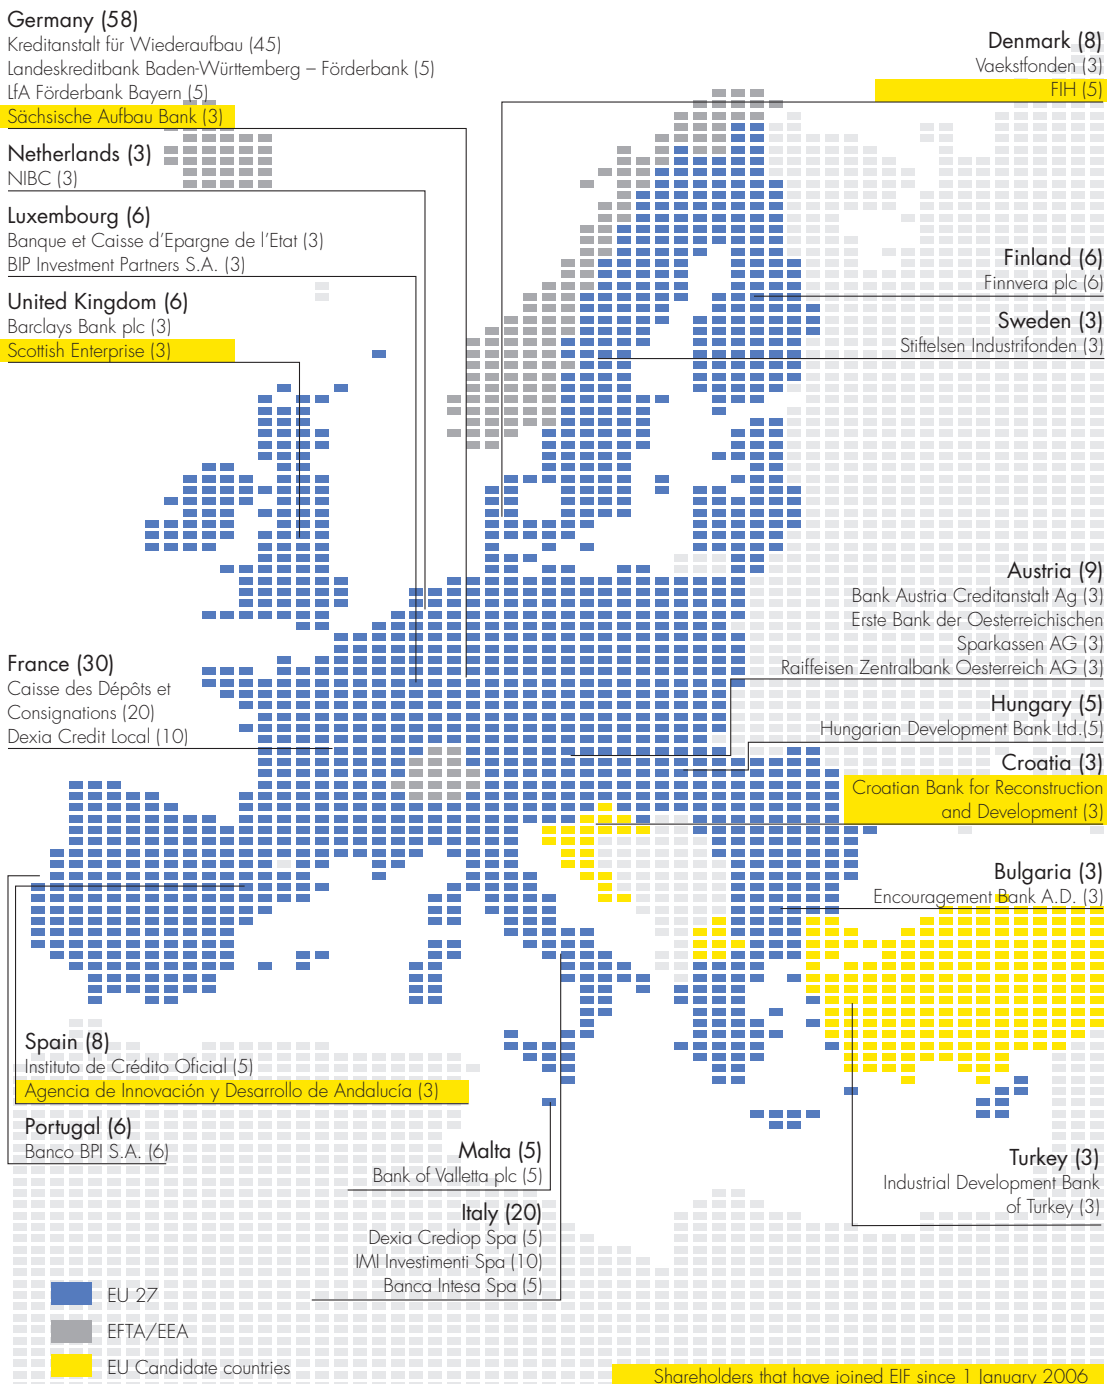 Germany (58)
Kreditanstalt für Wiederaufbau (45)
Landeskreditbank Baden-Württemberg – Förderbank (5)
LfA Förderbank Bayern (5)
Sächsische Aufbau Bank (3)
Netherlands (3)
NIBC (3)
Luxembourg (6)
Banque et Caisse d'Epargne de l'Etat (3)
BIP Investment Partners S.A. (3)
United Kingdom (6)
Barclays Bank plc (3)
Scottish Enterprise (3)
France (30)
Caisse des Dépôts et
Consignations (20)
Dexia Credit Local (10)
Spain (8)
Instituto de Crédito Oficial (5)
Agencia de Innovación y Desarrollo de Andalucía (3)
Portugal (6)
Banco BPI S.A. (6)
Denmark (8)
Vaekstfonden (3)
FIH (5)
Finland (6)
Finnvera plc (6)
Sweden (3)
Stiftelsen Industrifonden (3)
Austria (9)
Bank Austria Creditanstalt Ag (3)
Erste Bank der Oesterreichischen
Sparkassen AG (3)
Raiffeisen Zentralbank Oesterreich AG (3)
Hungary (5)
Hungarian Development Bank Ltd.(5)
Croatia (3)
Croatian Bank for Reconstruction
and Development (3)
Bulgaria (3)
Encouragement Bank A.D. (3)
Turkey (3)
Industrial Development Bank
of Turkey (3)
Malta (5)
Bank of Valletta plc (5)
Italy (20)
Dexia Crediop Spa (5)
IMI Investimenti Spa (10)
Banca Intesa Spa (5)
EU 27
EFTA/EEA
EU Candidate countries
Shareholders that have joined EIF since 1 January 2006